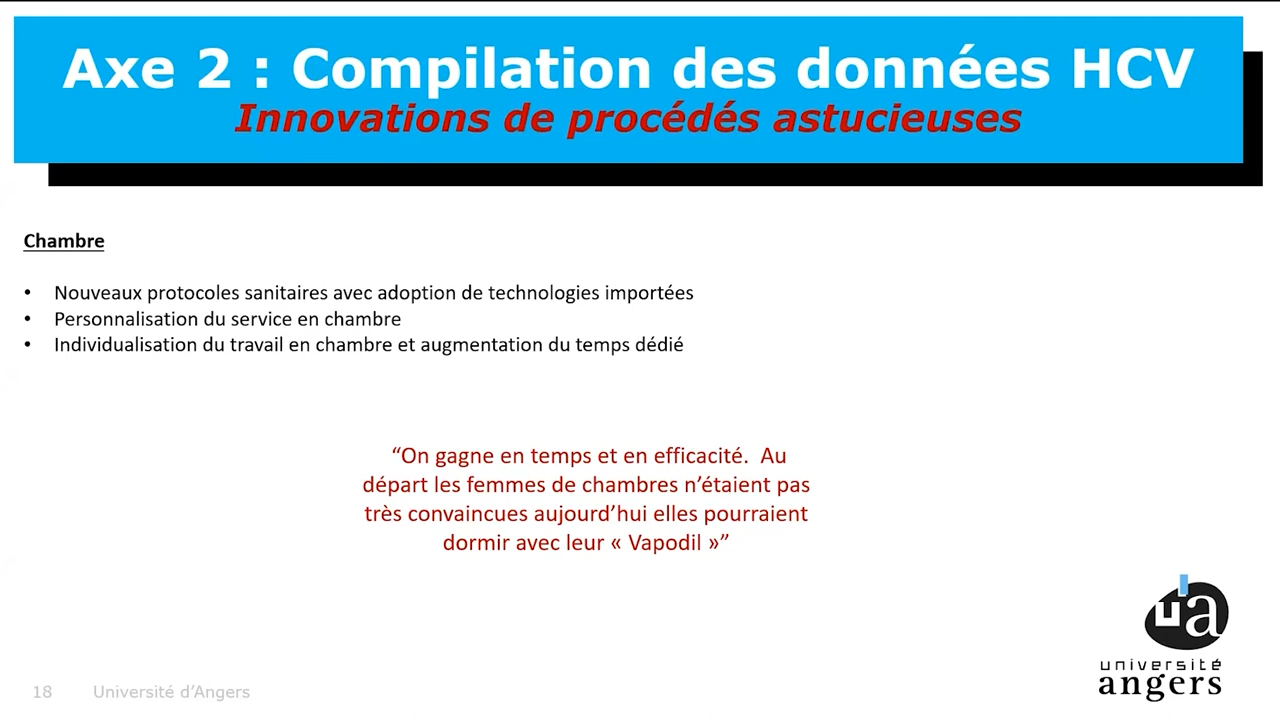 Axe 2 : Compilation des données HCV
Innovations de procédés astucieuses
Chambre
• Nouveaux protocoles sanitaires avec adoption de technologies importées
• Personnalisation du service en chambre
• Individualisation du travail en chambre et augmentation du temps dédié
“On gagne en temps et en efficacité.  Au
départ les femmes de chambres n’étaient pas
très convaincues aujourd’hui elles pourraient
dormir avec leur « Vapodil »”
ua
université
angers
18 Université d’Angers